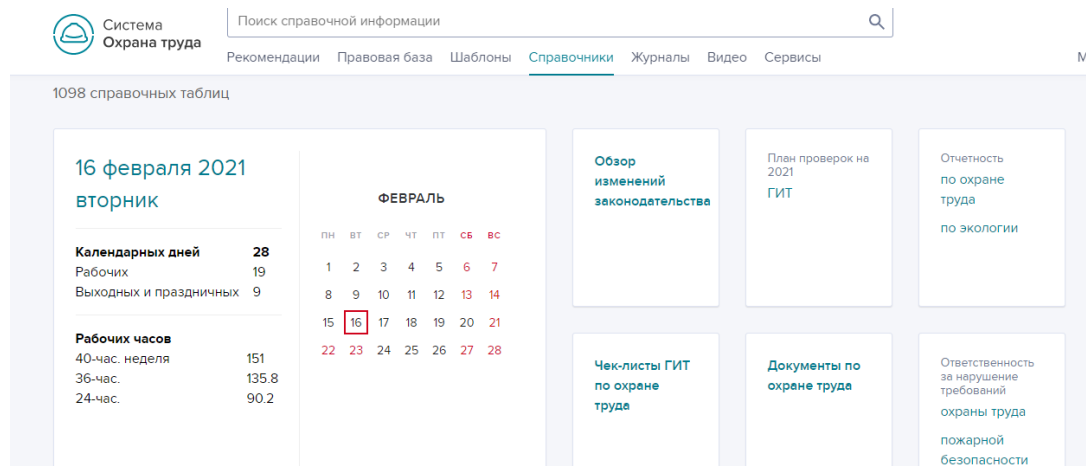 Система
Охрана труда
Поиск справочной информации
Рекомендации Правовая база Шаблоны Справочники Журналы Видео Сервисы
1098 справочных таблиц
16 февраля 2021
вторник
Календарных дней 28
Рабочих 19
Выходных и праздничных 9
Рабочих часов
40-час. неделя 151
36-час. 135.8
24-час. 90.2
ФЕВРАЛЬ
ПН ВТ СР ЧТ ПТ СБ ВС
1 2 3 4 5 6 7
8 9 10 11 12 13 14
15 16 17 18 19 20 21
22 23 24 25 26 27 28
Обзор
изменений
законодательства
План проверок на
2021
ГИТ
Отчетность
по охране
труда
по экологии
Чек-листы ГИТ
по охране
труда
Документы по
охране труда
Ответственность
за нарушение
требований
охраны труда
пожарной
безопасности